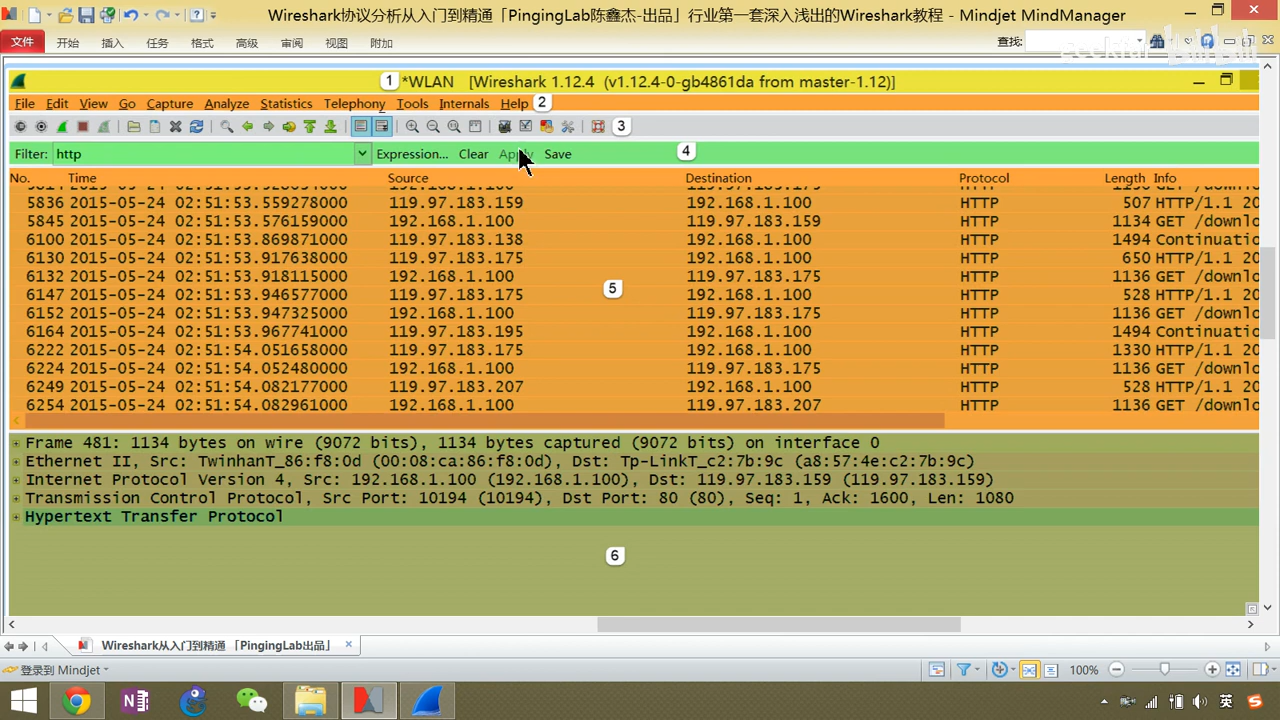 Wireshark协议分析从入门到精通「PingingLab陈鑫杰-出品」行业第一套深入浅出的Wireshark教程 - Mindjet MindManager
文件 开始 插入 任务 格式 高级 审阅 视图 附加 查找:
1 *WLAN [Wireshark 1.12.4 (v1.12.4-0-gb4861da from master-1.12)]
File Edit View Go Capture Analyze Statistics Telephony Tools Internals Help 2
3
Filter: http Expression... Clear Apply Save 4
No. Time Source Destination Protocol Length Info
5836 2015-05-24 02:51:53.559278000 119.97.183.159 192.168.1.100 HTTP 507 HTTP/1.1 20
5845 2015-05-24 02:51:53.576159000 192.168.1.100 119.97.183.159 HTTP 1134 GET /downlo
6100 2015-05-24 02:51:53.869871000 119.97.183.138 192.168.1.100 HTTP 1494 Continuatio
6130 2015-05-24 02:51:53.917638000 119.97.183.175 192.168.1.100 HTTP 650 HTTP/1.1 20
6132 2015-05-24 02:51:53.918115000 192.168.1.100 119.97.183.175 HTTP 1136 GET /downlo
6147 2015-05-24 02:51:53.946577000 119.97.183.175 192.168.1.100 HTTP 528 HTTP/1.1 20
6152 2015-05-24 02:51:53.947325000 192.168.1.100 119.97.183.175 HTTP 1136 GET /downlo
6164 2015-05-24 02:51:53.967741000 119.97.183.195 192.168.1.100 HTTP 1494 Continuatio
6222 2015-05-24 02:51:54.051658000 119.97.183.175 192.168.1.100 HTTP 1330 HTTP/1.1 20
6224 2015-05-24 02:51:54.052480000 192.168.1.100 119.97.183.175 HTTP 1136 GET /downlo
6249 2015-05-24 02:51:54.082177000 119.97.183.207 192.168.1.100 HTTP 528 HTTP/1.1 20
6254 2015-05-24 02:51:54.082961000 192.168.1.100 119.97.183.207 HTTP 1136 GET /downlo
5
Frame 481: 1134 bytes on wire (9072 bits), 1134 bytes captured (9072 bits) on interface 0
Ethernet II, Src: TwinhanT_86:f8:0d (00:08:ca:86:f8:0d), Dst: Tp-LinkT_c2:7b:9c (a8:57:4e:c2:7b:9c)
Internet Protocol Version 4, Src: 192.168.1.100 (192.168.1.100), Dst: 119.97.183.159 (119.97.183.159)
Transmission Control Protocol, Src Port: 10194 (10194), Dst Port: 80 (80), Seq: 1, Ack: 1600, Len: 1080
Hypertext Transfer Protocol
6
Wireshark从入门到精通「PingingLab出品」
登录到 Mindjet 100%
英